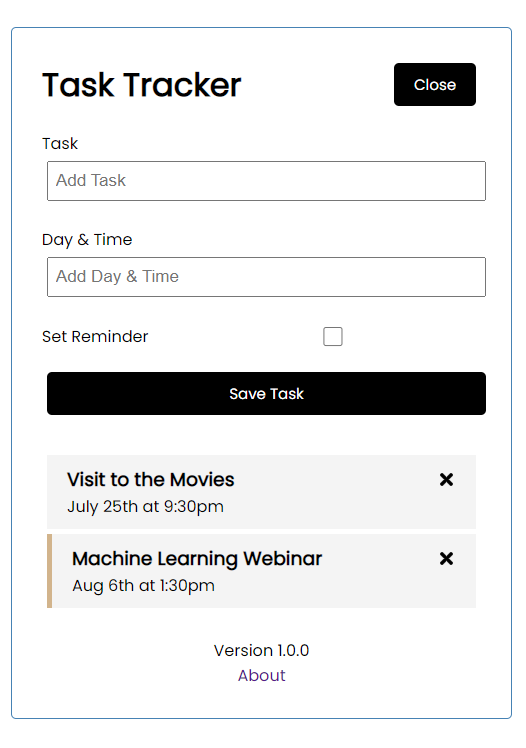 Task Tracker
Close
Task
Add Task
Day & Time
Add Day & Time
Set Reminder
Save Task
Visit to the Movies
July 25th at 9:30pm
Machine Learning Webinar
Aug 6th at 1:30pm
Version 1.0.0
About